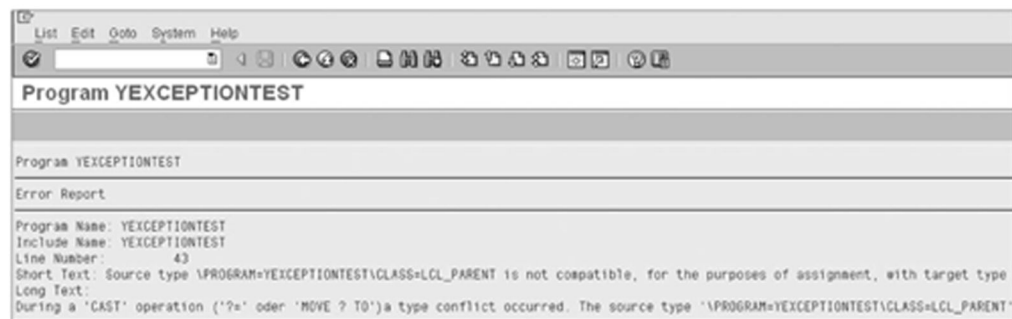 List Edit Goto System Help
Program YEXCEPTIONTEST
Program YEXCEPTIONTEST
Error Report
Program Name: YEXCEPTIONTEST
Include Name: YEXCEPTIONTEST
Line Number: 43
Short Text: Source type \PROGRAM=YEXCEPTIONTEST\CLASS=LCL_PARENT is not compatible, for the purposes of assignment, with target type
Long Text:
During a 'CAST' operation ('?=' oder 'MOVE ? TO')a type conflict occurred. The source type '\PROGRAM=YEXCEPTIONTEST\CLASS=LCL_PARENT'